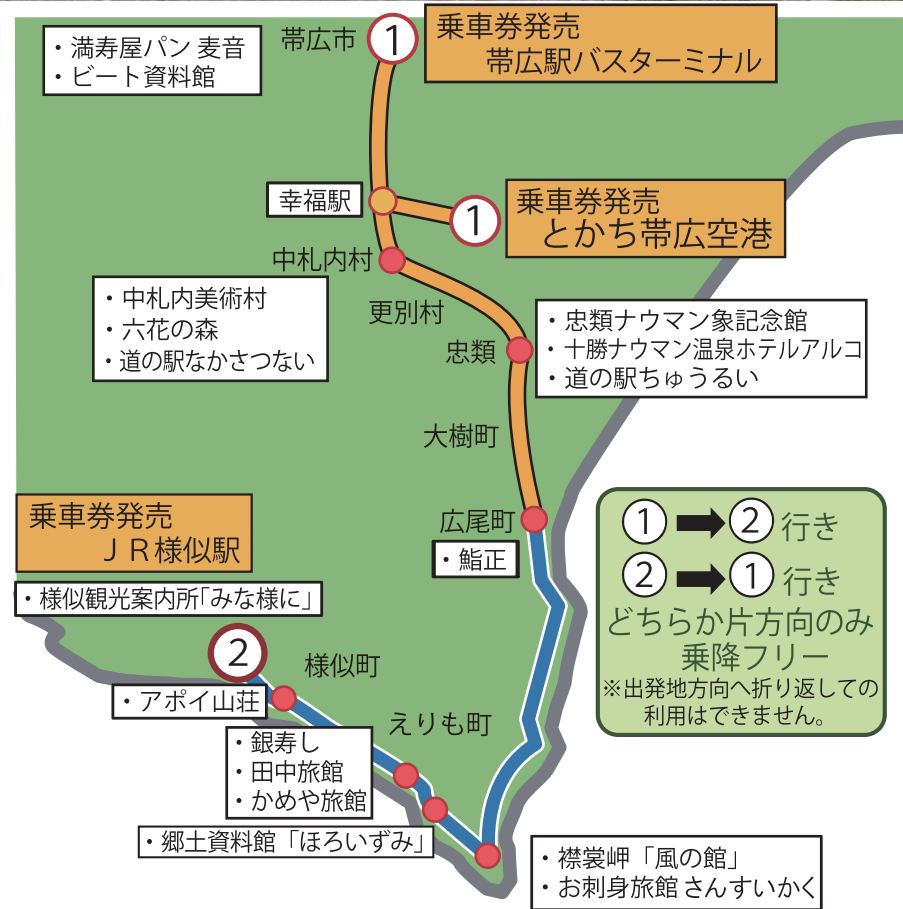 ・満寿屋パン 麦音
・ビート資料館
帯広市
1
乗車券発売
帯広駅バスターミナル
幸福駅
1
乗車券発売
とかち帯広空港
中札内村
・中札内美術村
・六花の森
・道の駅なかさつない
更別村
忠類
・忠類ナウマン象記念館
・十勝ナウマン温泉ホテルアルコ
・道の駅ちゅうるい
大樹町
広尾町
・鮨正
乗車券発売
ＪＲ様似駅
・様似観光案内所「みな様に」
2
様似町
・アポイ山荘
えりも町
・銀寿し
・田中旅館
・かめや旅館
・郷土資料館「ほろいずみ」
・襟裳岬「風の館」
・お刺身旅館 さんすいかく
1➡2行き
2➡1行き
どちらか片方向のみ
乗降フリー
※出発地方向へ折り返しての
利用はできません。